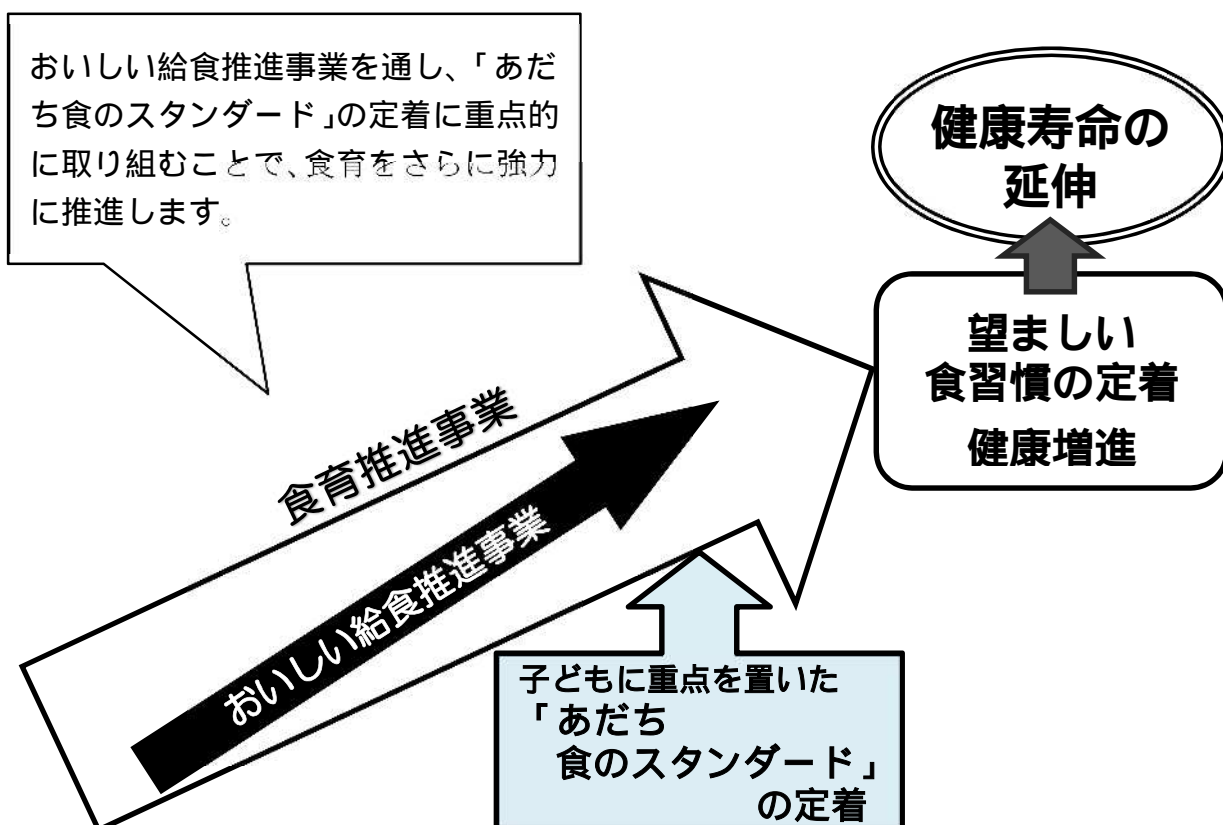 おいしい給食推進事業を通し、「あだ
ち食のスタンダード」の定着に重点的
に取り組むことで、食育をさらに強力
に推進します。
健康寿命の
延伸
望ましい
食習慣の定着
健康増進
食育推進事業
おいしい給食推進事業
子どもに重点を置いた
「あだち
食のスタンダード」
の定着